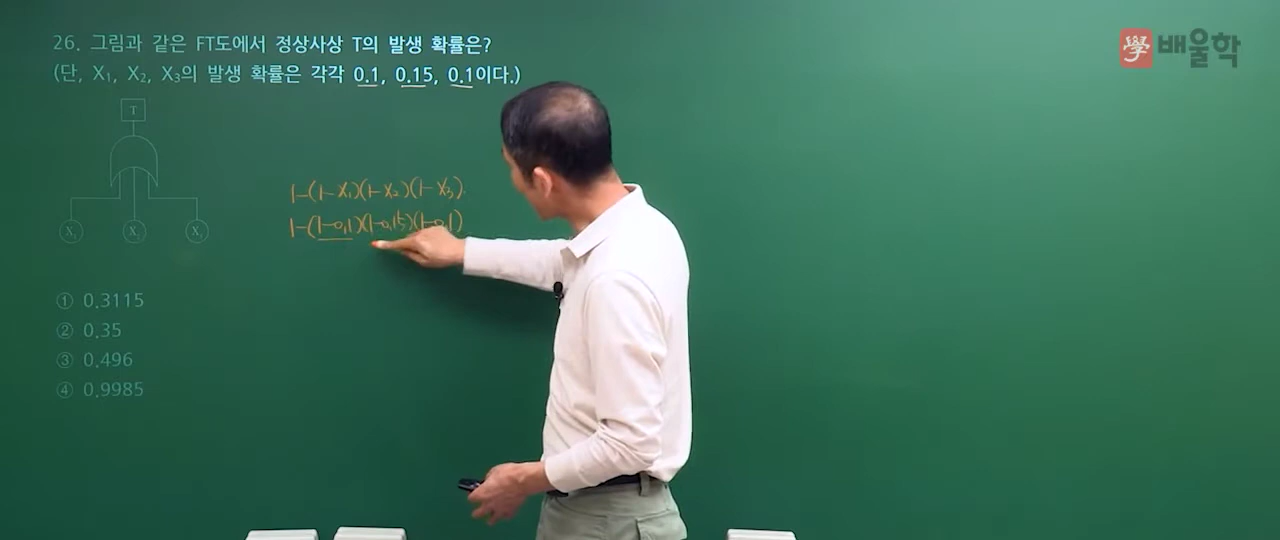 26. 그림과 같은 FT도에서 정상사상 T의 발생 확률은?
(단, X₁, X₂, X₃의 발생 확률은 각각 0.1, 0.15, 0.1이다.)
學 배울학
T
1-(1-X₁)(1-X₂)(1-X₃).
1-(1-0.1)(1-0.15)(1-0.1)
X₁ X₂ X₃
① 0.3115
② 0.35
③ 0.496
④ 0.9985